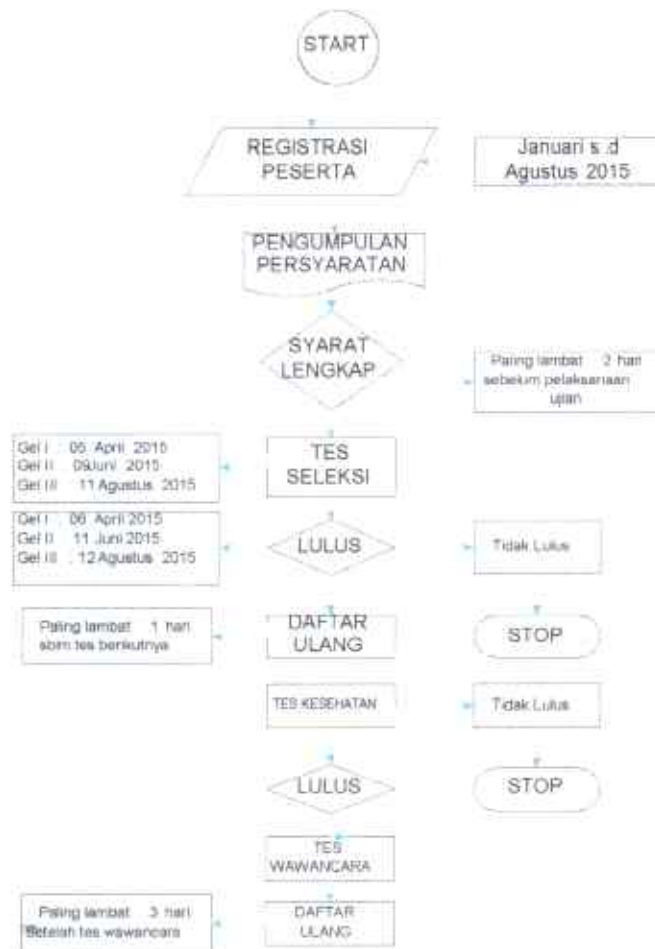 START
REGISTRASI
PESERTA
Januari s.d
Agustus 2015
PENGUMPULAN
PERSYARATAN
SYARAT
LENGKAP
Paling lambat 2 hari
sebelum pelaksanaan
ujian
Gel I : 05 April 2015
Gel II : 09Juni 2015
Gel III : 11 Agustus 2015
TES
SELEKSI
Gel I : 06 April 2015
Gel II : 11 Juni 2015
Gel III : 12 Agustus 2015
LULUS
Tidak Lulus
Paling lambat 1 hari
sblm tes berikutnya
DAFTAR
ULANG
STOP
TES KESEHATAN
Tidak Lulus
LULUS
STOP
TES
WAWANCARA
Paling lambat 3 hari
Setelah tes wawancara
DAFTAR
ULANG